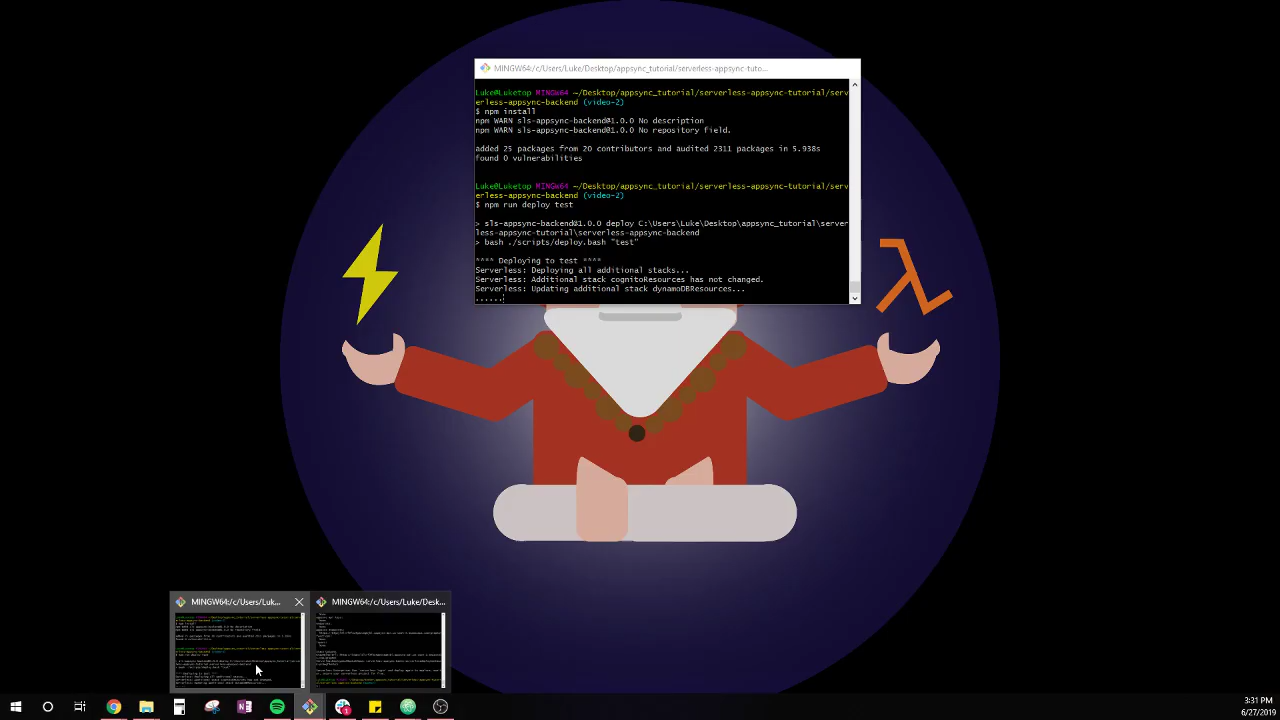 MINGW64:/c/Users/Luke/Desktop/appsync_tutorial/serverless-appsync-tuto...
Luke@Luketop MINGW64 ~/Desktop/appsync_tutorial/serverless-appsync-tutorial/serv
erless-appsync-backend (video-2)
$ npm install
npm WARN sls-appsync-backend@1.0.0 No description
npm WARN sls-appsync-backend@1.0.0 No repository field.
added 25 packages from 20 contributors and audited 2311 packages in 5.938s
found 0 vulnerabilities
Luke@Luketop MINGW64 ~/Desktop/appsync_tutorial/serverless-appsync-tutorial/serv
erless-appsync-backend (video-2)
$ npm run deploy test
> sls-appsync-backend@1.0.0 deploy C:\Users\Luke\Desktop\appsync_tutorial\server
less-appsync-tutorial\serverless-appsync-backend
> bash ./scripts/deploy.bash "test"
**** Deploying to test ****
Serverless: Deploying all additional stacks...
Serverless: Additional stack cognitoResources has not changed.
Serverless: Updating additional stack dynamoDBResources...
......
MINGW64:/c/Users/Luk...
MINGW64:/c/Users/Luke/Desk...
3:31 PM
6/27/2019